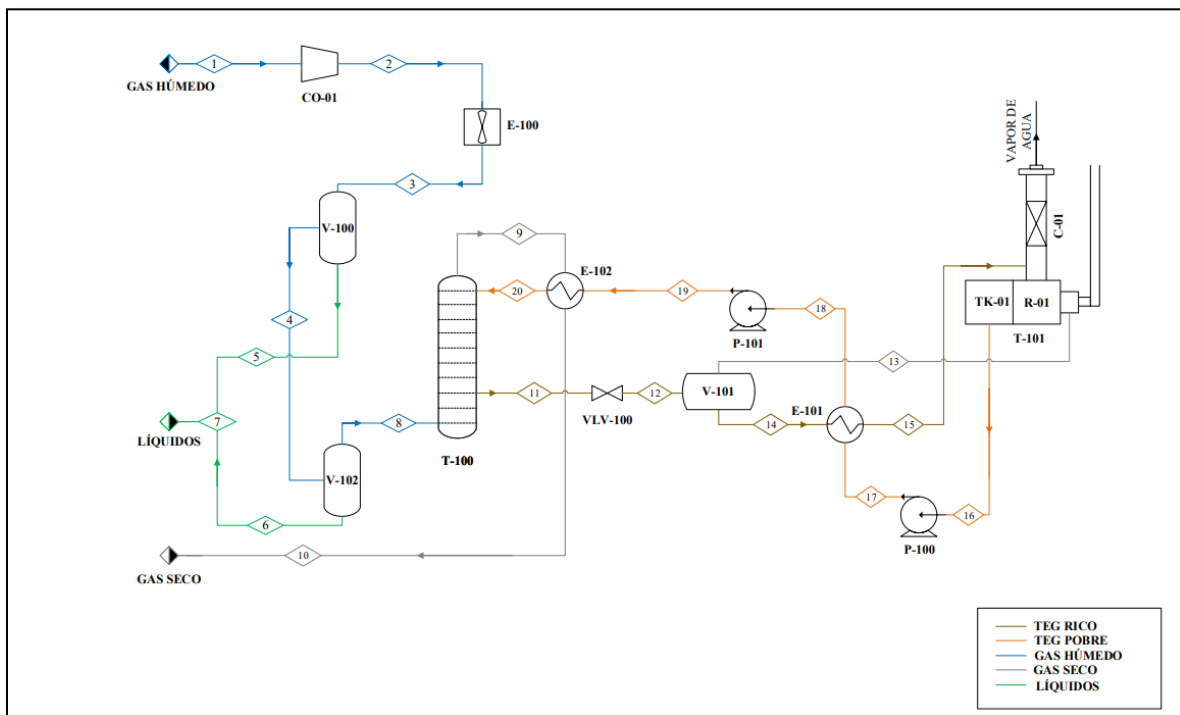 1
2
GAS HÚMEDO
CO-01
E-100
VAPOR DE
AGUA
3
V-100
C-01
9
E-102
4
20
19
18
TK-01
R-01
P-101
T-101
5
13
11
12
V-101
VLV-100
E-101
7
8
14
15
LÍQUIDOS
T-100
V-102
17
16
6
P-100
10
GAS SECO
TEG RICO
TEG POBRE
GAS HÚMEDO
GAS SECO
LÍQUIDOS